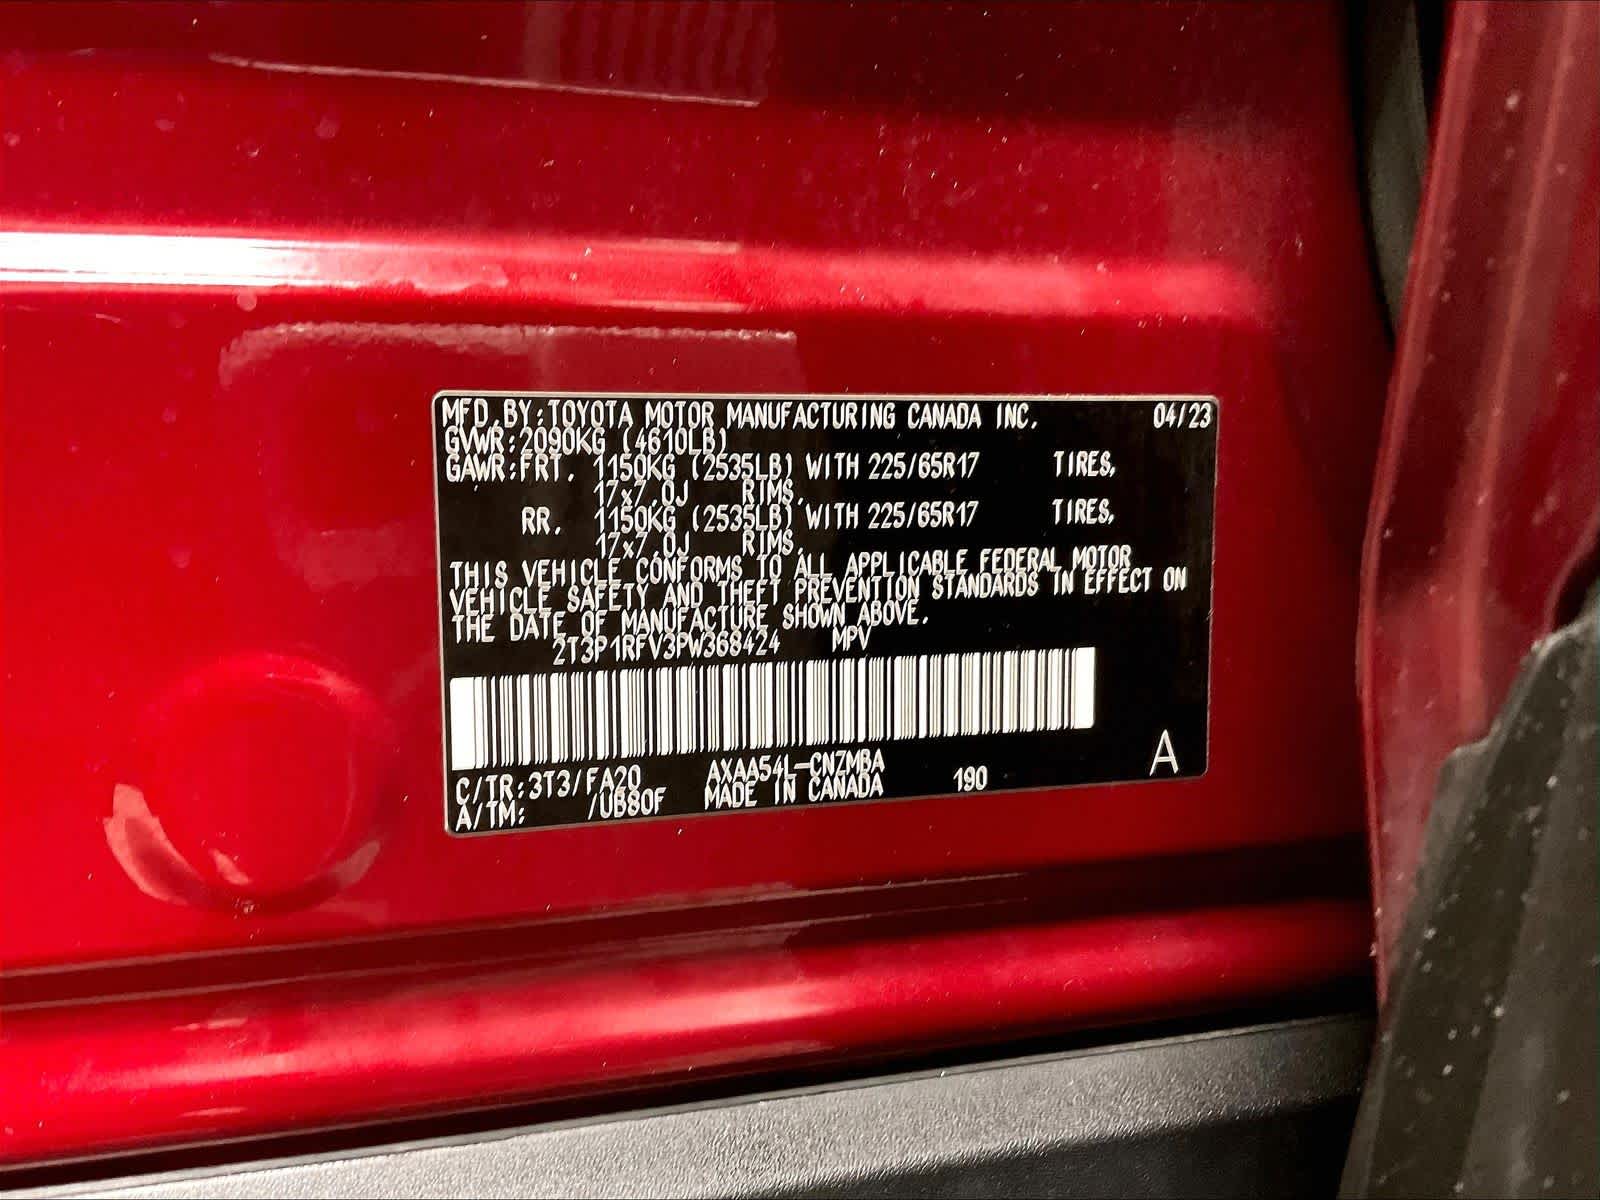 MFD.BY:TOYOTA MOTOR MANUFACTURING CANADA INC. 04/23
GVWR:2090KG (4610LB)
GAWR:FRT. 1150KG (2535LB) WITH 225/65R17 TIRES,
17x7.0J RIMS.
RR. 1150KG (2535LB) WITH 225/65R17 TIRES,
17x7.0J RIMS.
THIS VEHICLE CONFORMS TO ALL APPLICABLE FEDERAL MOTOR
VEHICLE SAFETY AND THEFT PREVENTION STANDARDS IN EFFECT ON
THE DATE OF MANUFACTURE SHOWN ABOVE.
2T3P1RFV3PW368424 MPV
C/TR:3T3/FA20 AXAA54L-CN7MBA
A/TM: /UB80F MADE IN CANADA 190 A